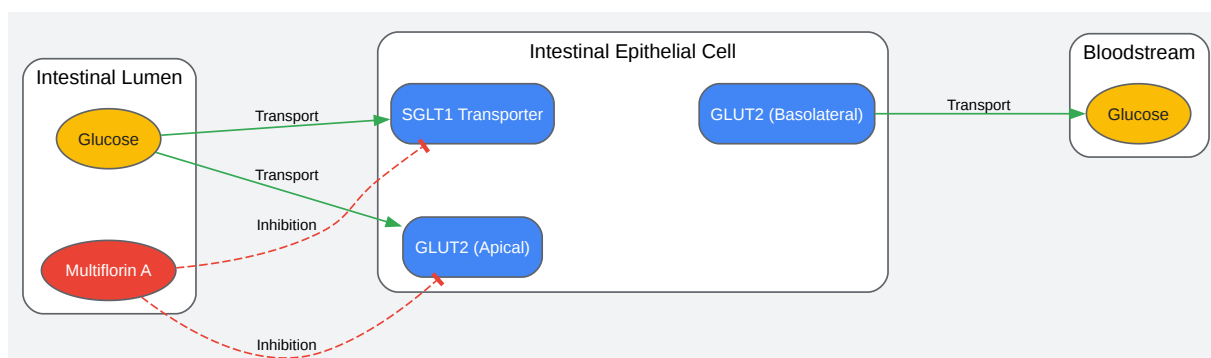 Intestinal Epithelial Cell
Intestinal Lumen
Bloodstream
Glucose
Transport
SGLT1 Transporter
GLUT2 (Basolateral)
Transport
Glucose
Transport
Inhibition
GLUT2 (Apical)
Multiflorin A
Inhibition